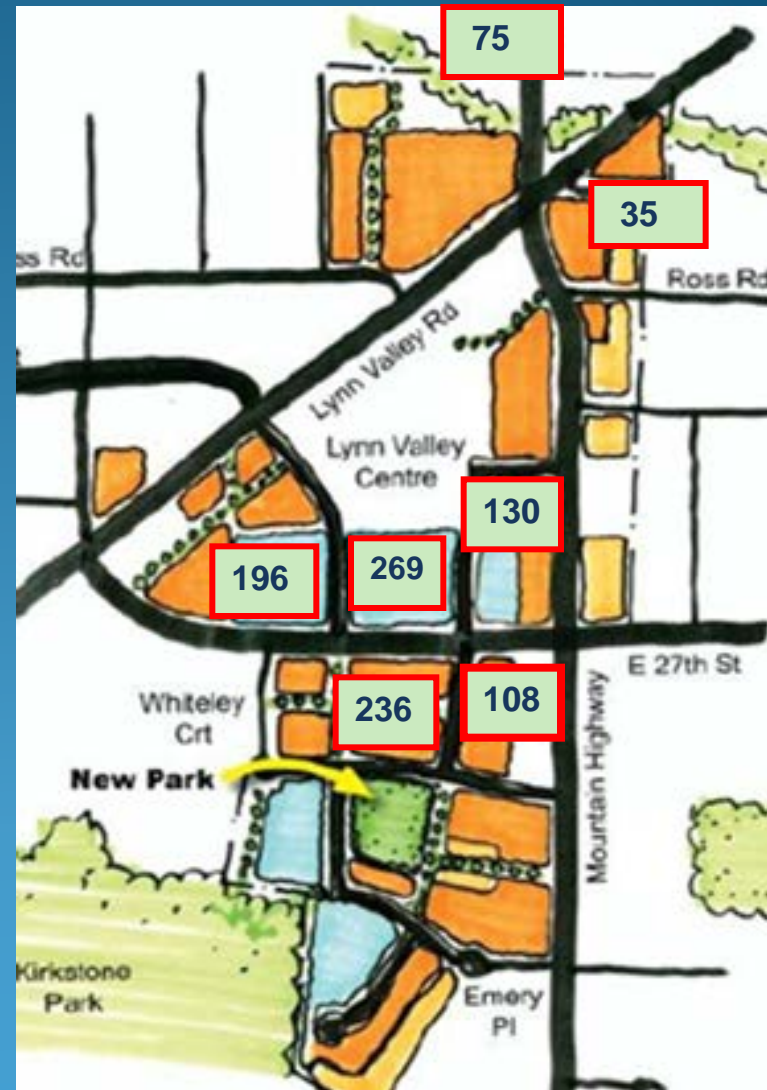 75
35
ss Rd
Ross Rd
Lynn Valley Rd
Lynn Valley
Centre
130
196
269
E 27th St
Whiteley
Crt
236
108
New Park
Mountain Highway
Kirkstone
Park
Emery
Pl